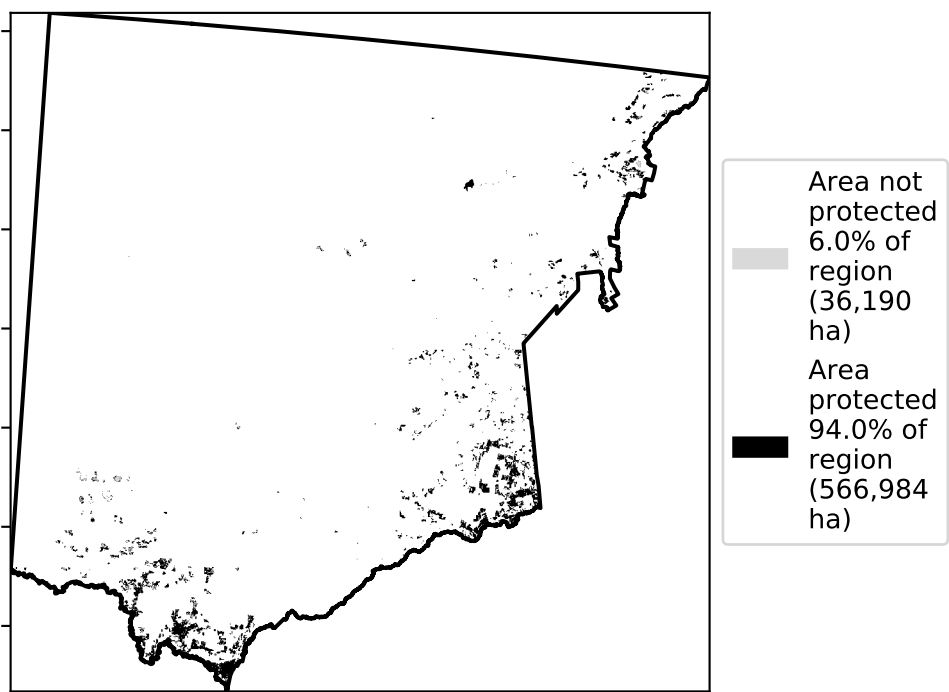 Area not
protected
6.0% of
region
(36,190
ha)
Area
protected
94.0% of
region
(566,984
ha)